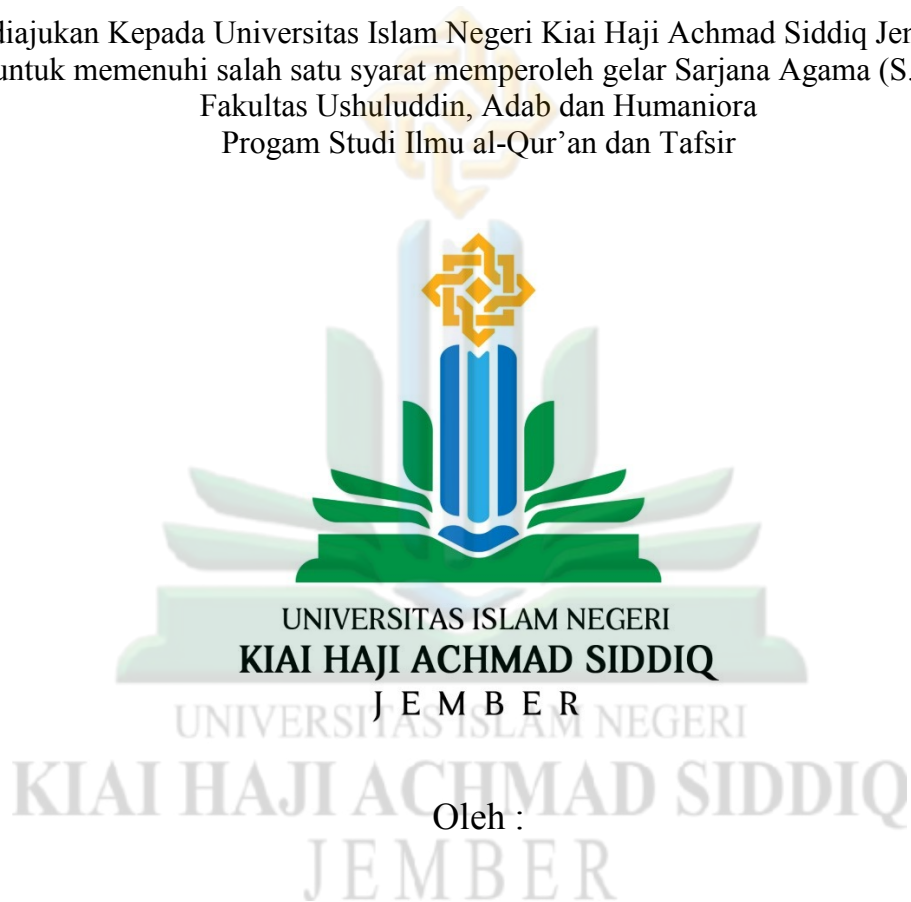 diajukan Kepada Universitas Islam Negeri Kiai Haji Achmad Siddiq
untuk memenuhi salah satu syarat memperoleh gelar Sarjana Agama (S.
Fakultas Ushuluddin, Adab dan Humaniora
Progam Studi Ilmu al-Qur’an dan Tafsir
UNIVERSITAS ISLAM NEGERI
KIAI HAJI ACHMAD SIDDIQ
JEMBER
UNIVERSITAS ISLAM NEGERI
KIAI HAJI ACHMAD SIDDIQ
Oleh :
JEMBER